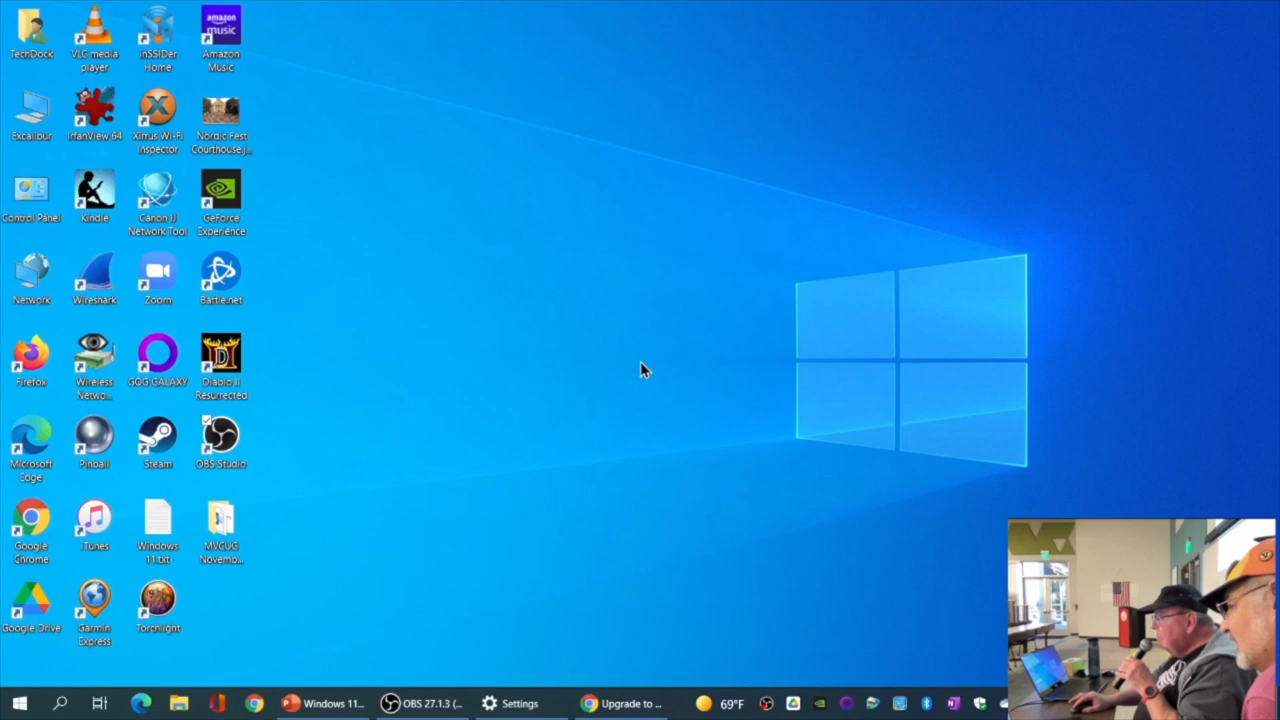 TechDock
VLC media
player
inSSIDer
Home
amazon
music
Amazon
Music
Excalibur
IrfanView 64
Xirrus Wi-Fi
Inspector
Nordic Fest
Courthouse.j...
Control Panel
Kindle
Canon IJ
Network Tool
GeForce
Experience
Network
Wireshark
Zoom
Battle.net
Firefox
Wireless
Netwo...
GOG GALAXY
Diablo II
Resurrected
Microsoft
Edge
Pinball
Steam
OBS Studio
Google
Chrome
iTunes
Windows
11.txt
MVCUG
Novemb...
Google Drive
Garmin
Express
Torchlight
Windows 11...
OBS 27.1.3 (...
Settings
Upgrade to ...
69°F